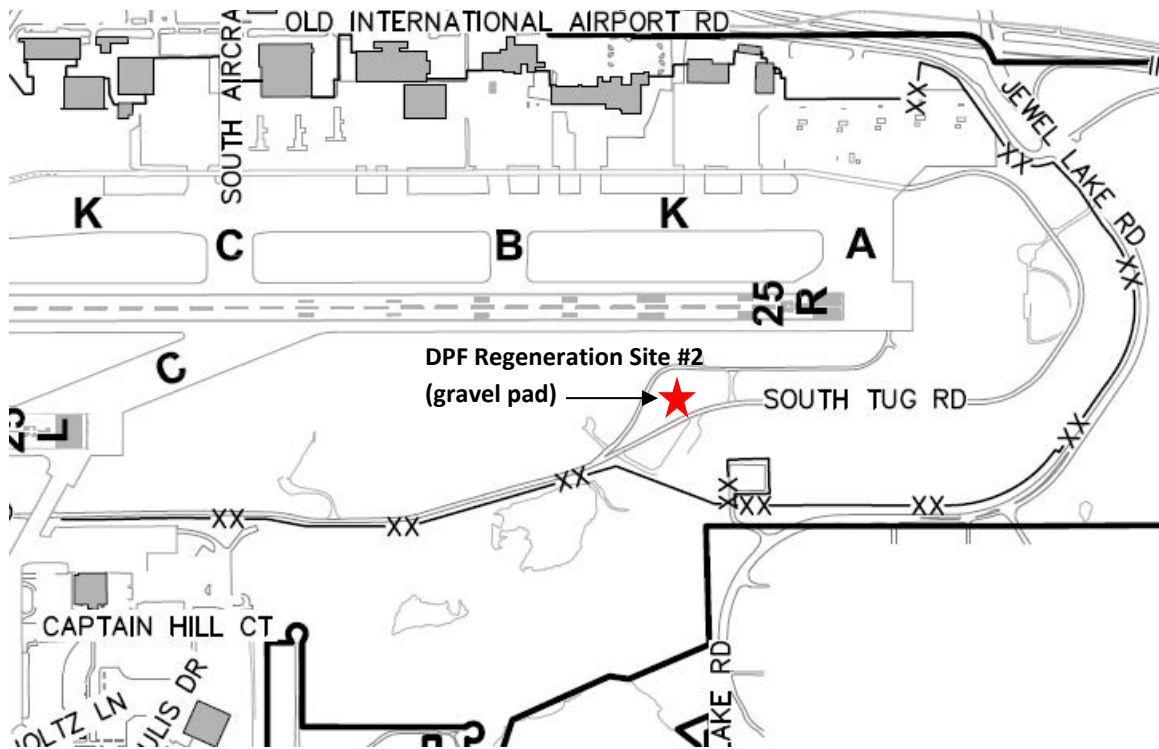 OLD INTERNATIONAL AIRPORT RD
SOUTH AIRCRA
XX
JEWEL LAKE RD
XX
K
K
C
B
A
XX
25
R
C
DPF Regeneration Site #2
(gravel pad)
SOUTH TUG RD
L
XX
XX
XX
XX
XX
XX
XX
CAPTAIN HILL CT
OLTZ LN
ULIS DR
LAKE RD